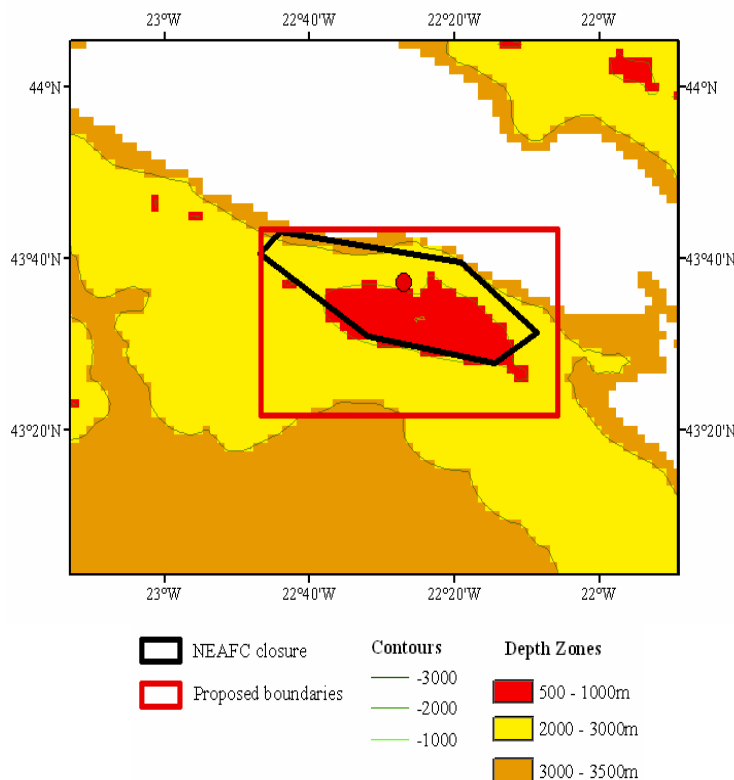 23°W 22°40'W 22°20'W 22°W
44°N 44°N
43°40'N 43°40'N
43°20'N 43°20'N
23°W 22°40'W 22°20'W 22°W
NEAFC closure
Proposed boundaries
Contours
-3000
-2000
-1000
Depth Zones
500 - 1000m
2000 - 3000m
3000 - 3500m